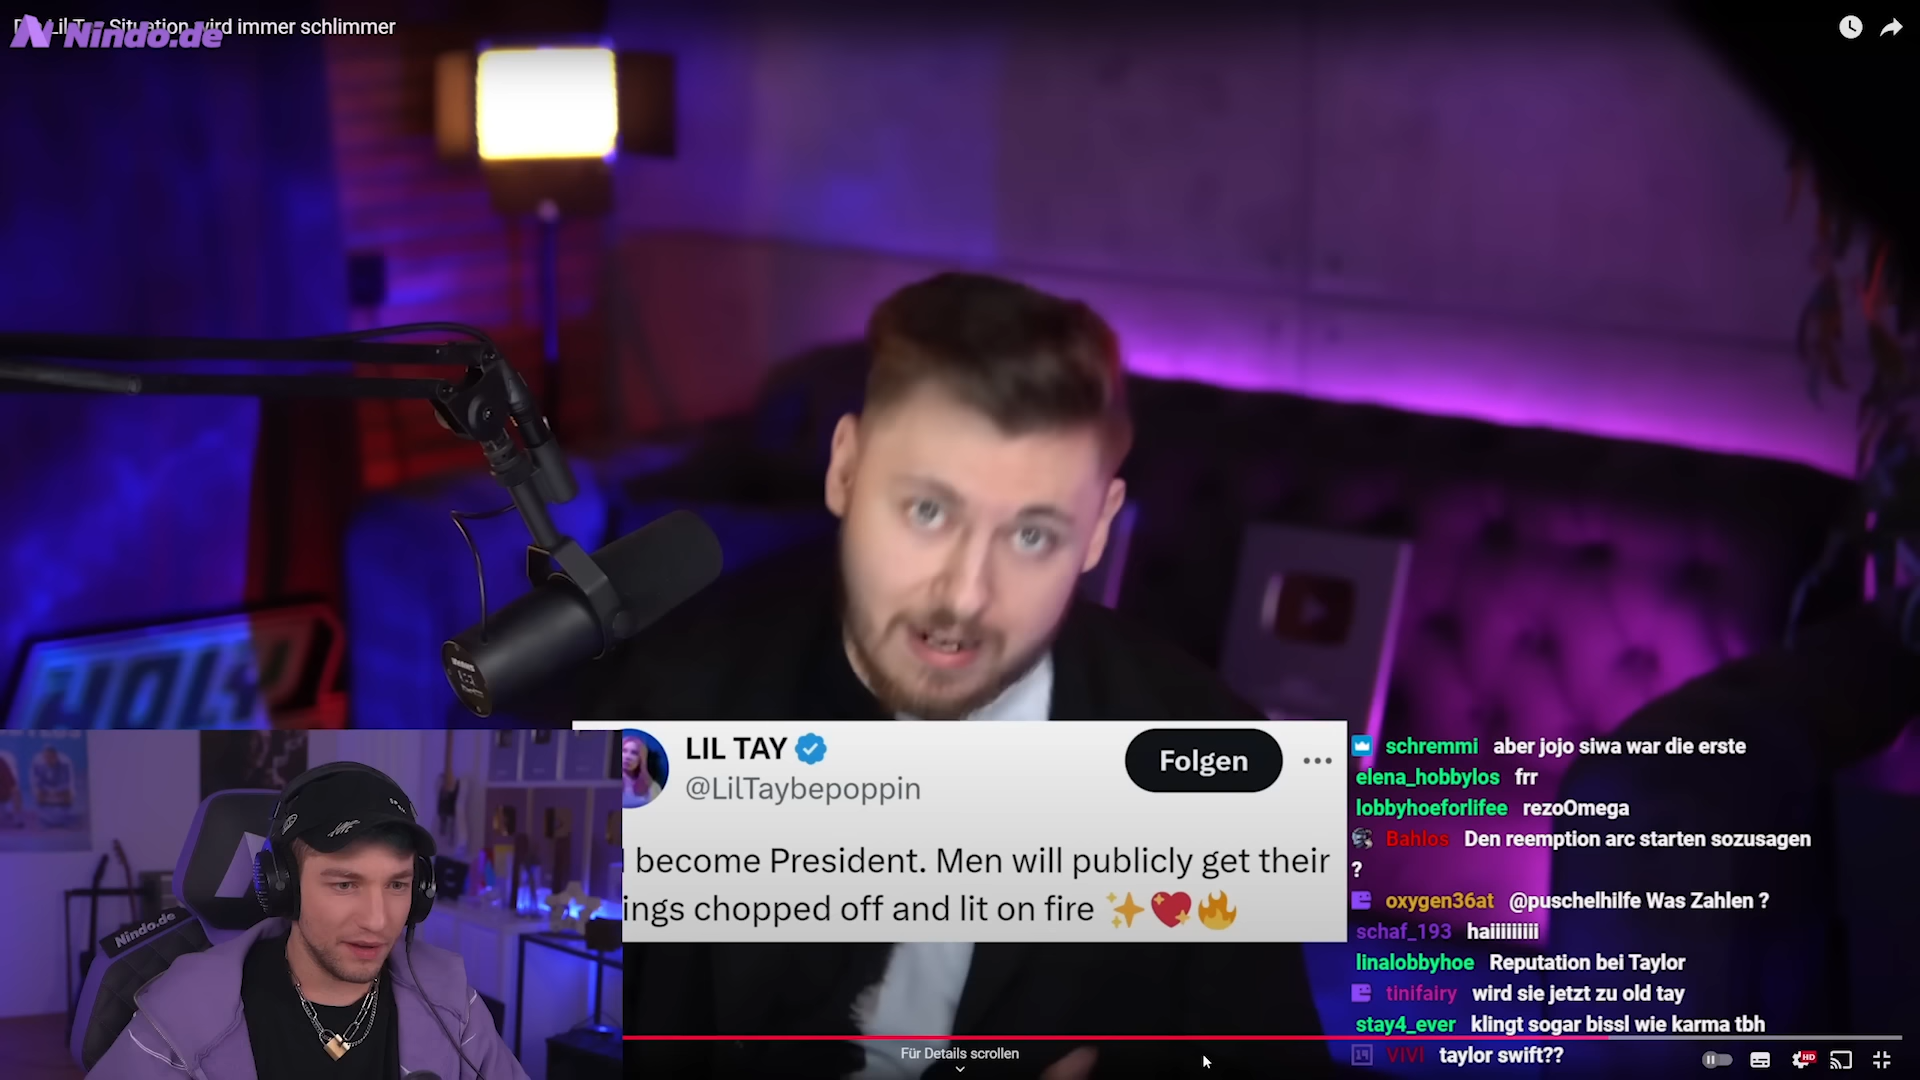 Lil Tay Situation wird immer schlimmer
Nindo.de
HOLY
LIL TAY
@LilTaybepoppin
Folgen
become President. Men will publicly get their
ings chopped off and lit on fire ✨💖🔥
Nindo.de
schremmi aber jojo siwa war die erste
elena_hobbylos frr
lobbyhoeforlifee rezoOmega
Bahlos Den reemption arc starten sozusagen
?
oxygen36at @puschelhilfe Was Zahlen ?
schaf_193 haiiiiiiiii
linalobbyhoe Reputation bei Taylor
tinifairy wird sie jetzt zu old tay
stay4_ever klingt sogar bissl wie karma tbh
VIVI taylor swift??
Für Details scrollen
HD